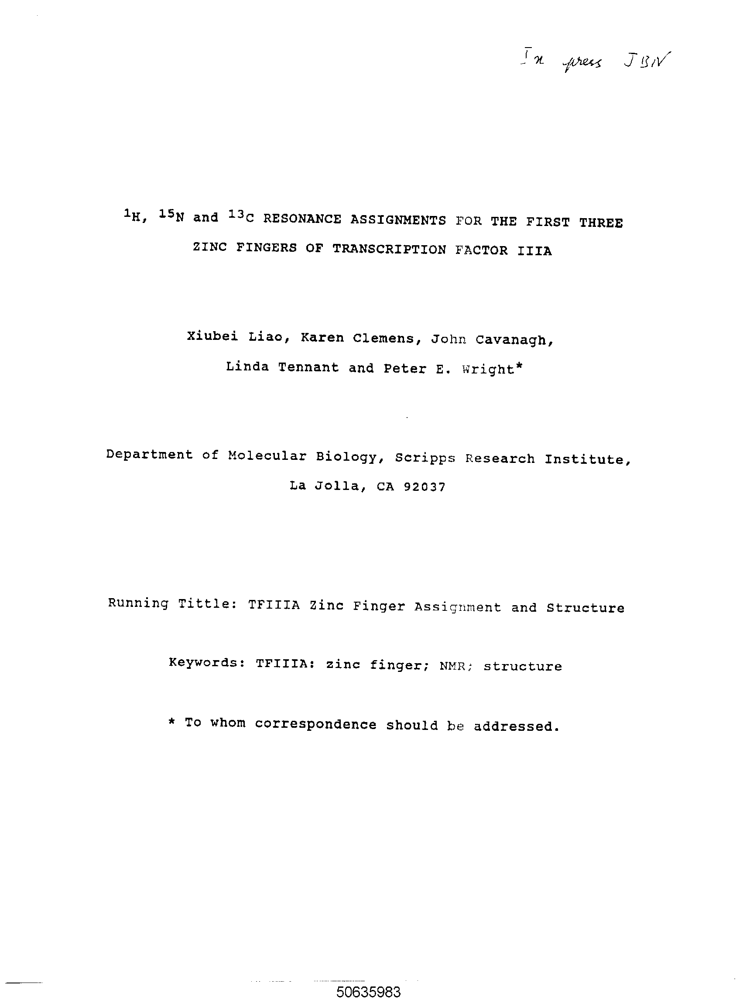 In press JBN
¹H, ¹⁵N and ¹³C RESONANCE ASSIGNMENTS FOR THE FIRST THREE
ZINC FINGERS OF TRANSCRIPTION FACTOR IIIA
Xiubei Liao, Karen Clemens, John Cavanagh,
Linda Tennant and Peter E. Wright*
Department of Molecular Biology, Scripps Research Institute,
La Jolla, CA 92037
Running Tittle: TFIIIA Zinc Finger Assignment and Structure
Keywords: TFIIIA: zinc finger; NMR; structure
* To whom correspondence should be addressed.
50635983